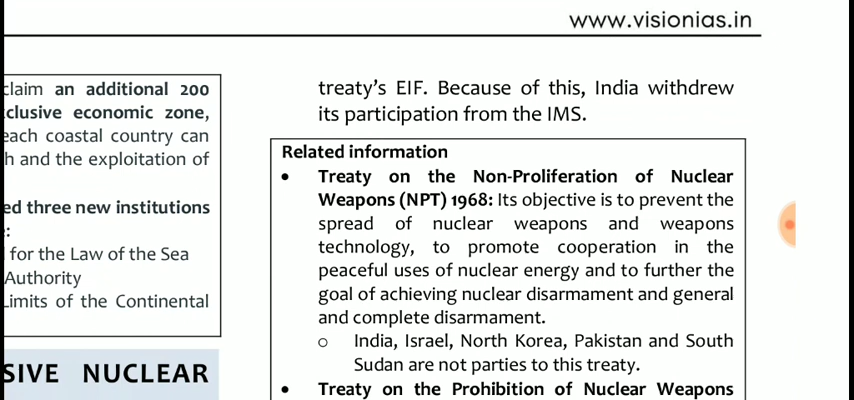 www.visionias.in
claim an additional 200
exclusive economic zone,
each coastal country can
h and the exploitation of
ed three new institutions
:
for the Law of the Sea
Authority
Limits of the Continental
SIVE NUCLEAR
treaty’s EIF. Because of this, India withdrew
its participation from the IMS.
Related information
• Treaty on the Non-Proliferation of Nuclear
Weapons (NPT) 1968: Its objective is to prevent the
spread of nuclear weapons and weapons
technology, to promote cooperation in the
peaceful uses of nuclear energy and to further the
goal of achieving nuclear disarmament and general
and complete disarmament.
o India, Israel, North Korea, Pakistan and South
Sudan are not parties to this treaty.
• Treaty on the Prohibition of Nuclear Weapons